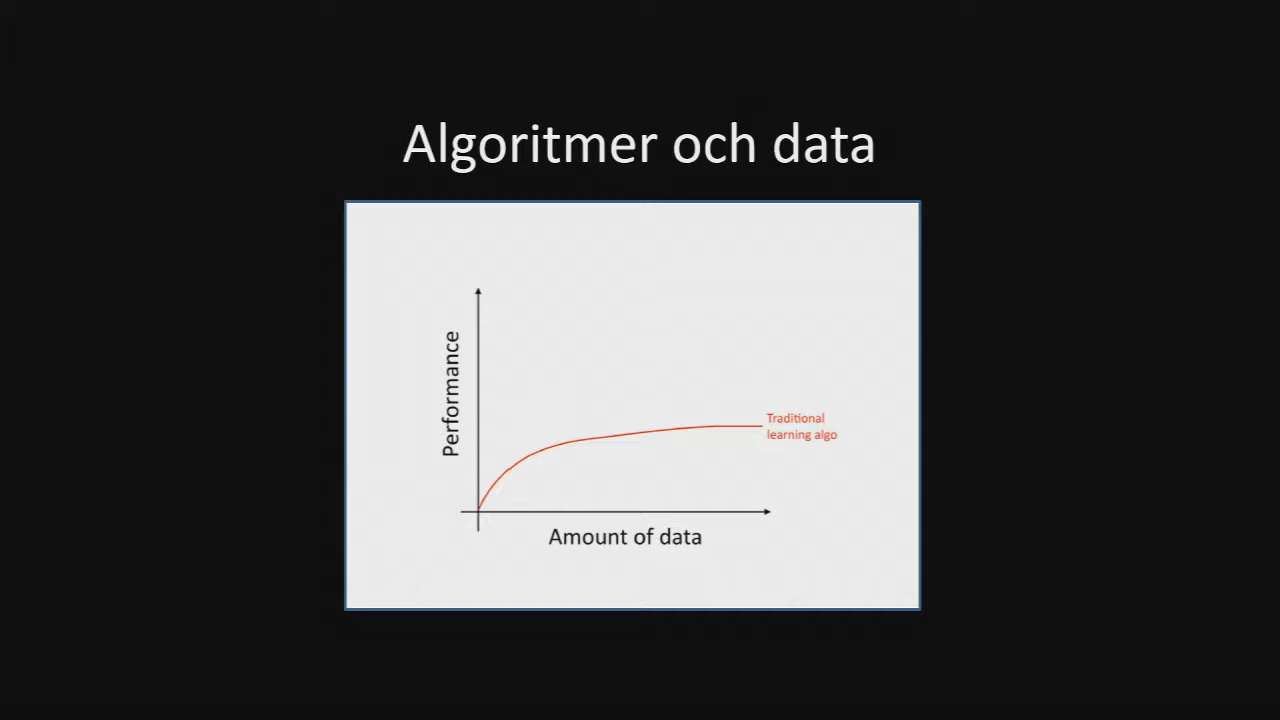 Algoritmer och data
Performance
Traditional
learning algo
Amount of data